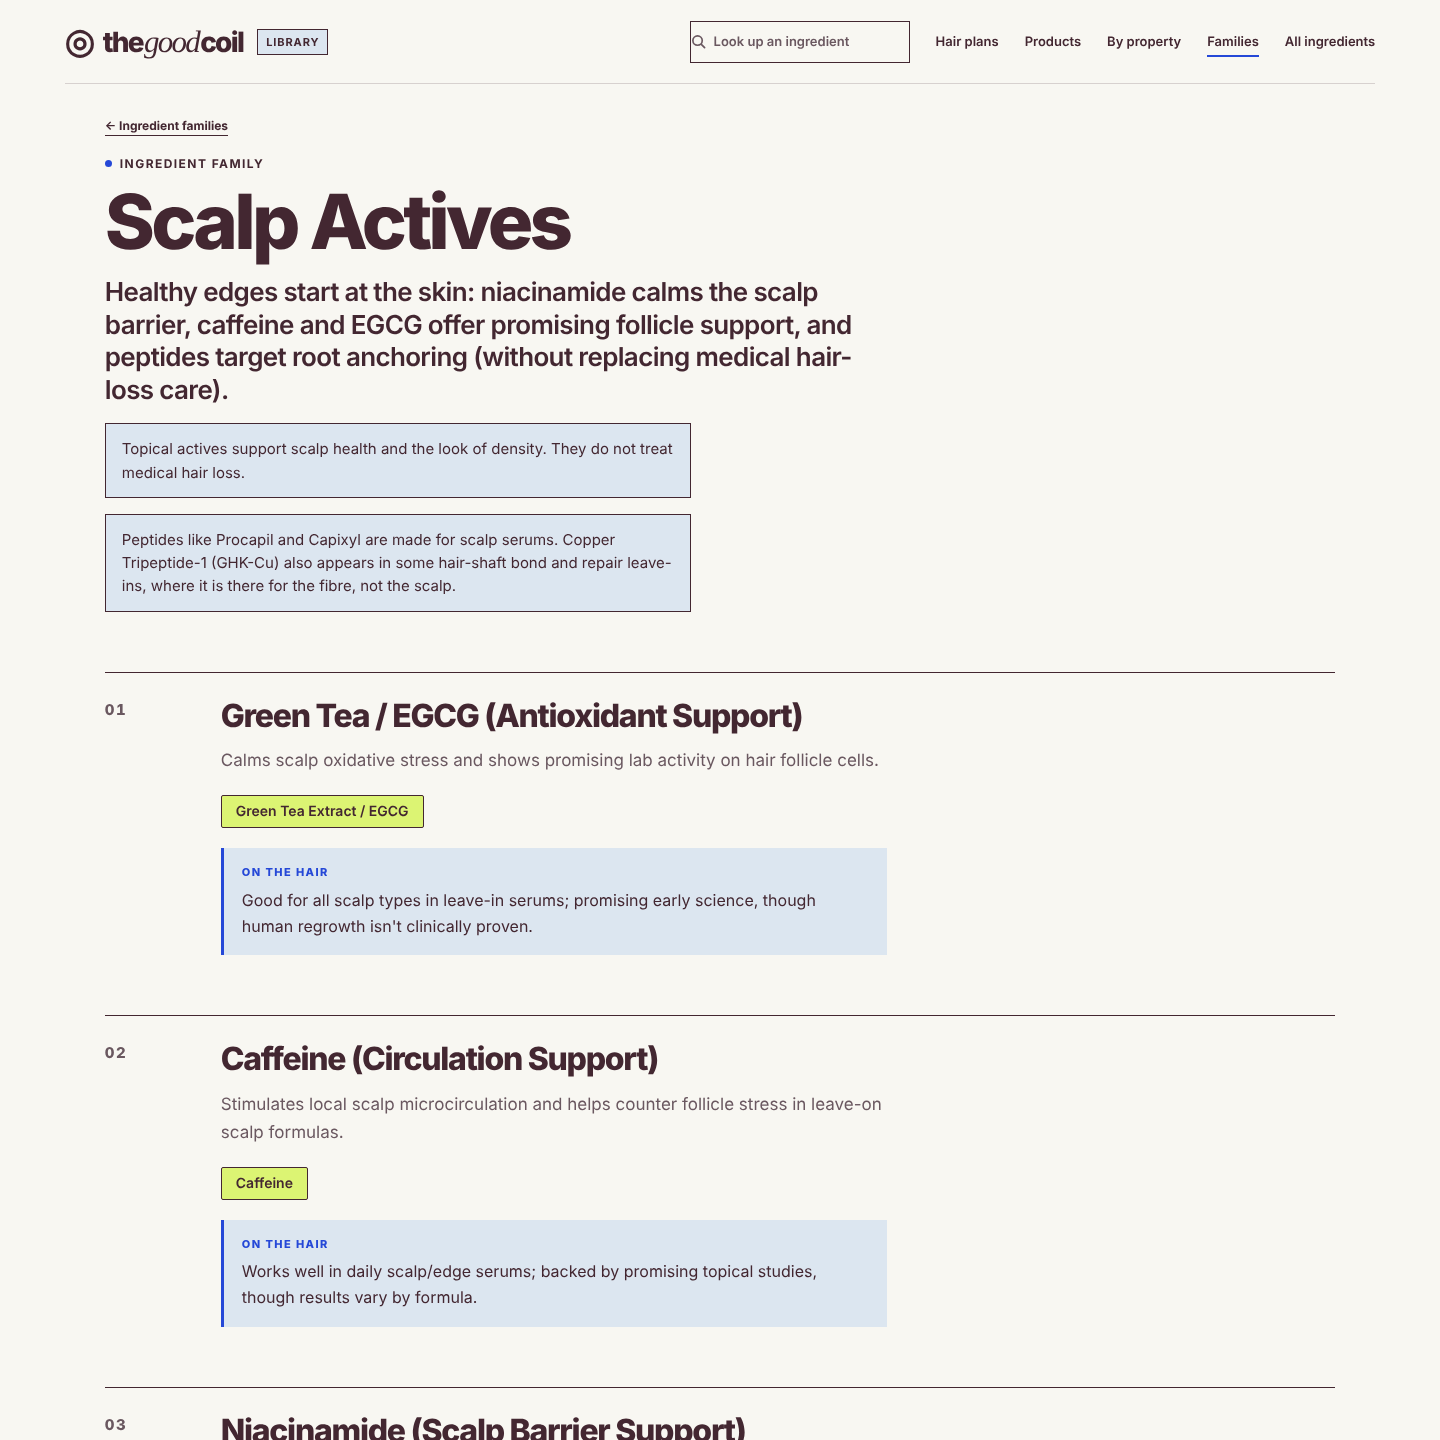 thegoodcoil LIBRARY
Look up an ingredient
Hair plans Products By property Families All ingredients
← Ingredient families
INGREDIENT FAMILY
Scalp Actives
Healthy edges start at the skin: niacinamide calms the scalp
barrier, caffeine and EGCG offer promising follicle support, and
peptides target root anchoring (without replacing medical hair-
loss care).
Topical actives support scalp health and the look of density. They do not treat
medical hair loss.
Peptides like Procapil and Capixyl are made for scalp serums. Copper
Tripeptide-1 (GHK-Cu) also appears in some hair-shaft bond and repair leave-
ins, where it is there for the fibre, not the scalp.
01
Green Tea / EGCG (Antioxidant Support)
Calms scalp oxidative stress and shows promising lab activity on hair follicle cells.
Green Tea Extract / EGCG
ON THE HAIR
Good for all scalp types in leave-in serums; promising early science, though
human regrowth isn't clinically proven.
02
Caffeine (Circulation Support)
Stimulates local scalp microcirculation and helps counter follicle stress in leave-on
scalp formulas.
Caffeine
ON THE HAIR
Works well in daily scalp/edge serums; backed by promising topical studies,
though results vary by formula.
03
Niacinamide (Scalp Barrier Support)